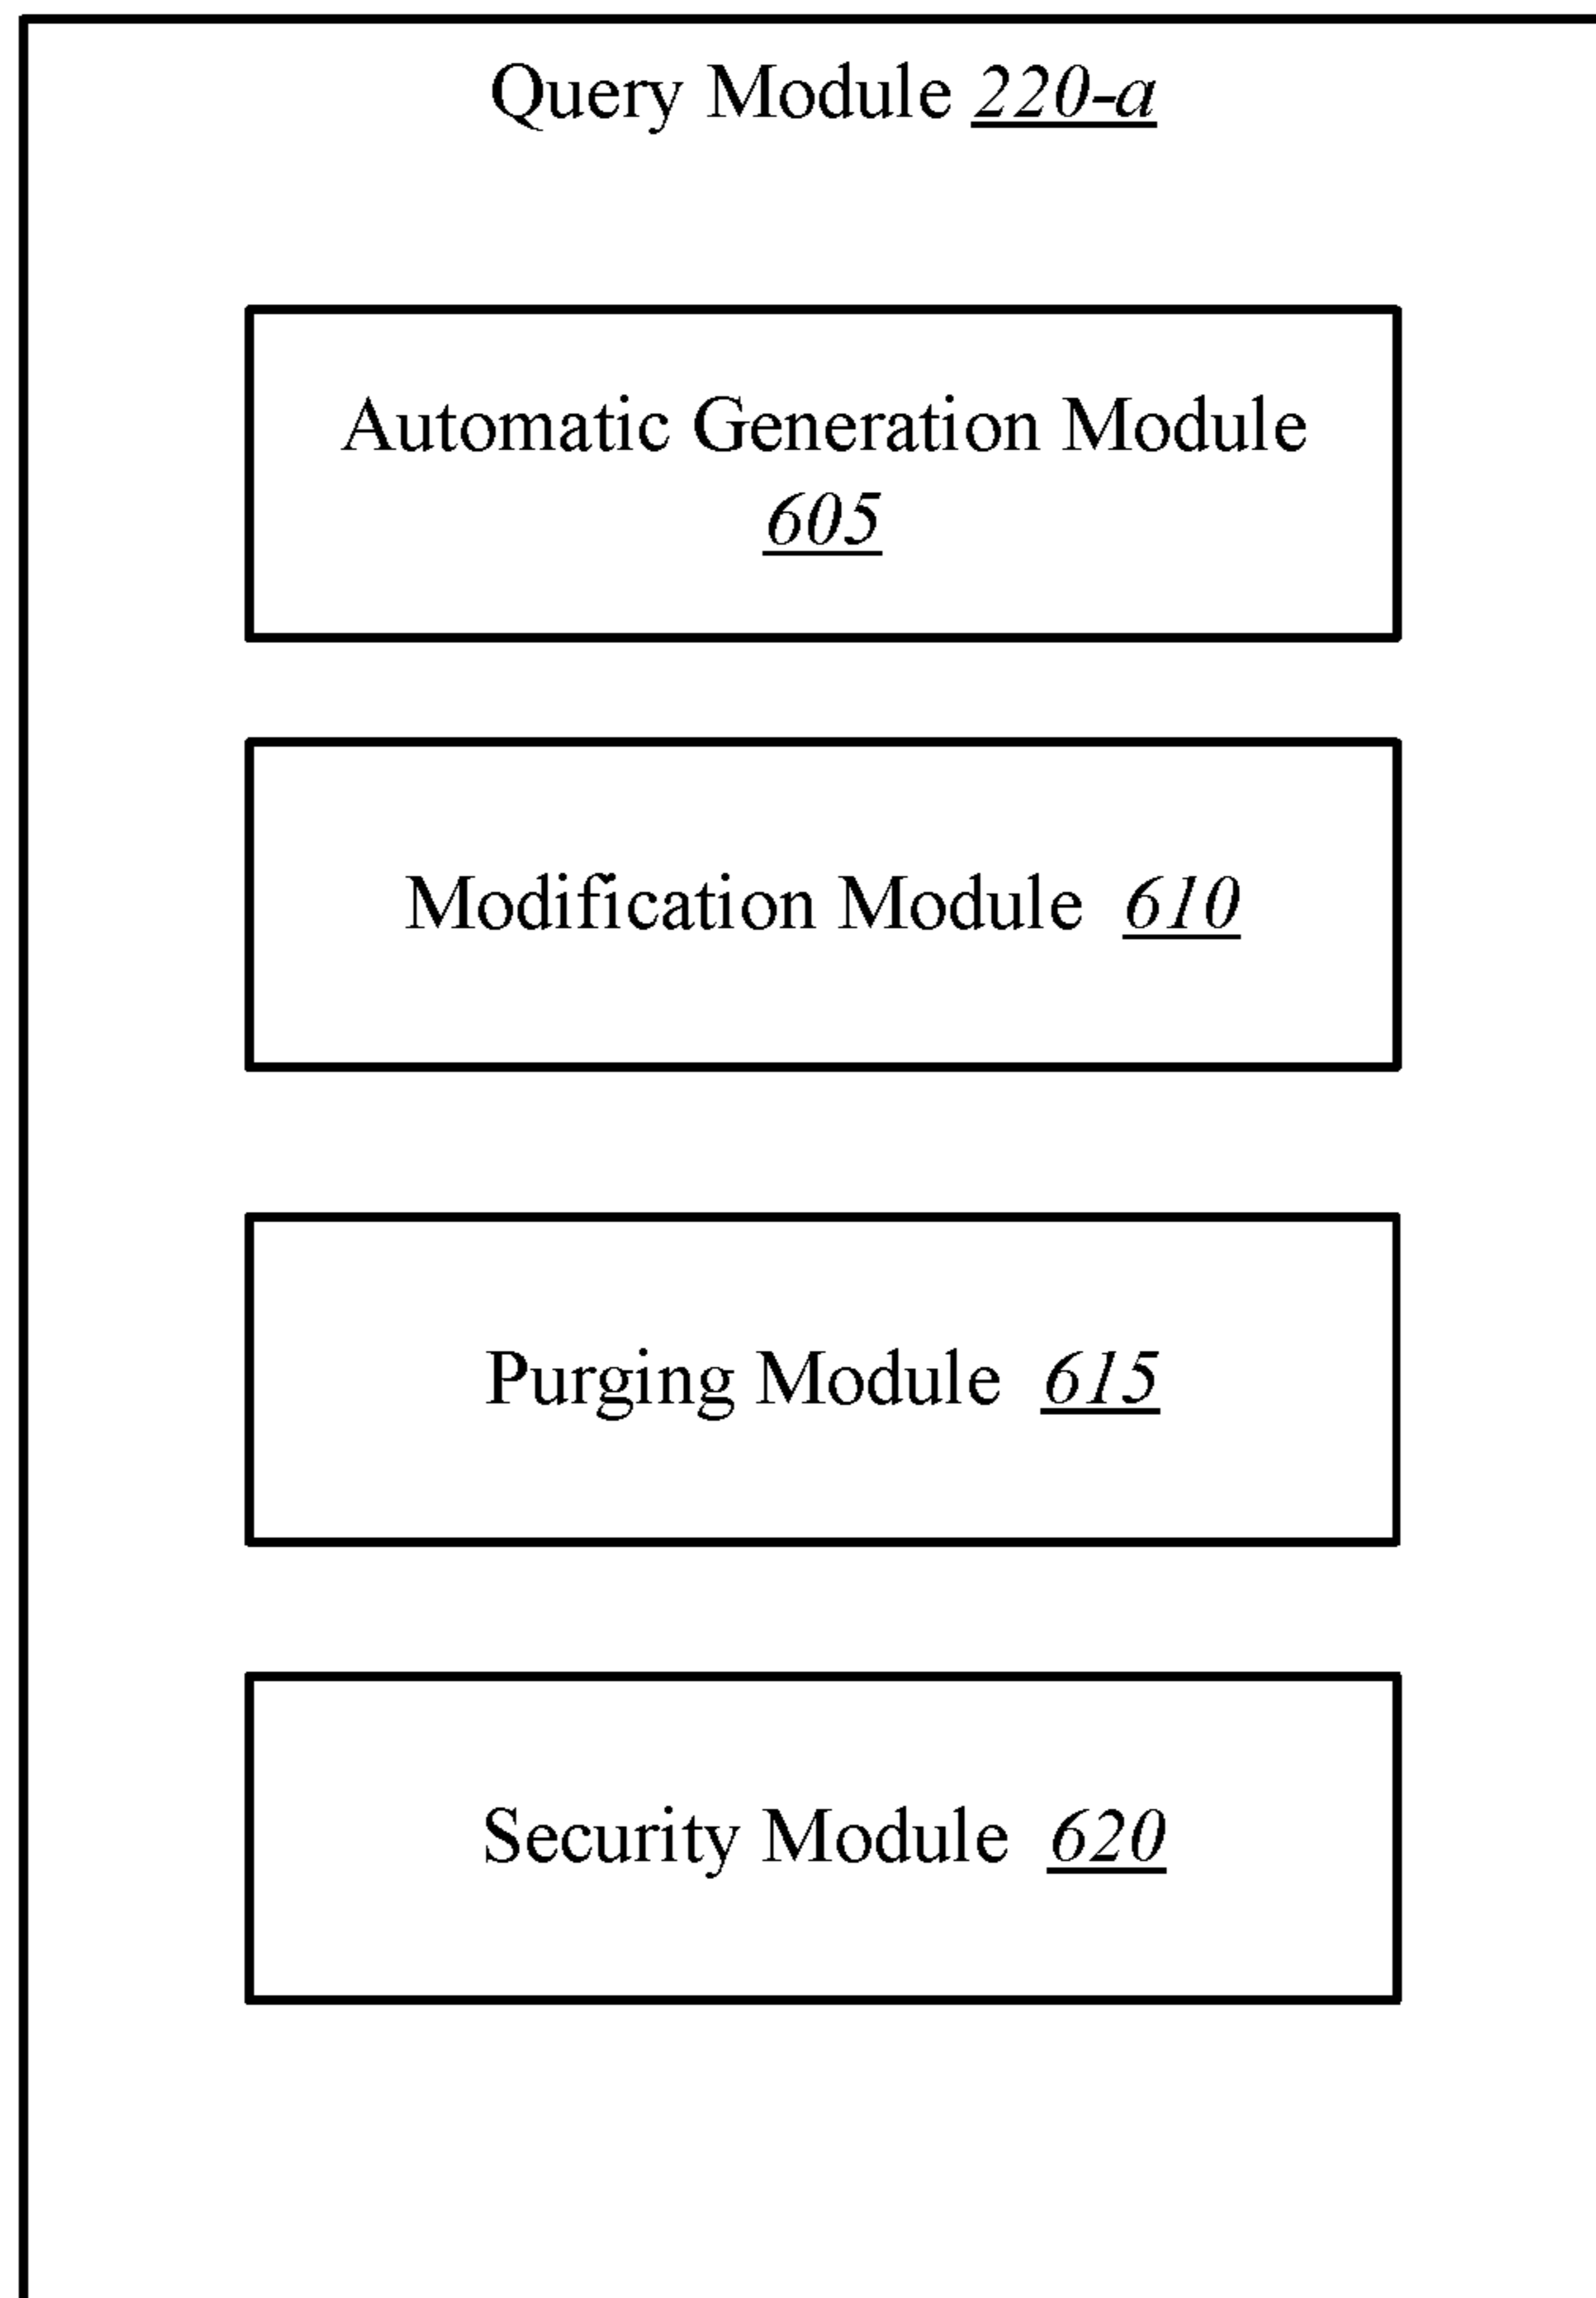 Query Module 220-a
Automatic Generation Module
605
Modification Module 610
Purging Module 615
Security Module 620